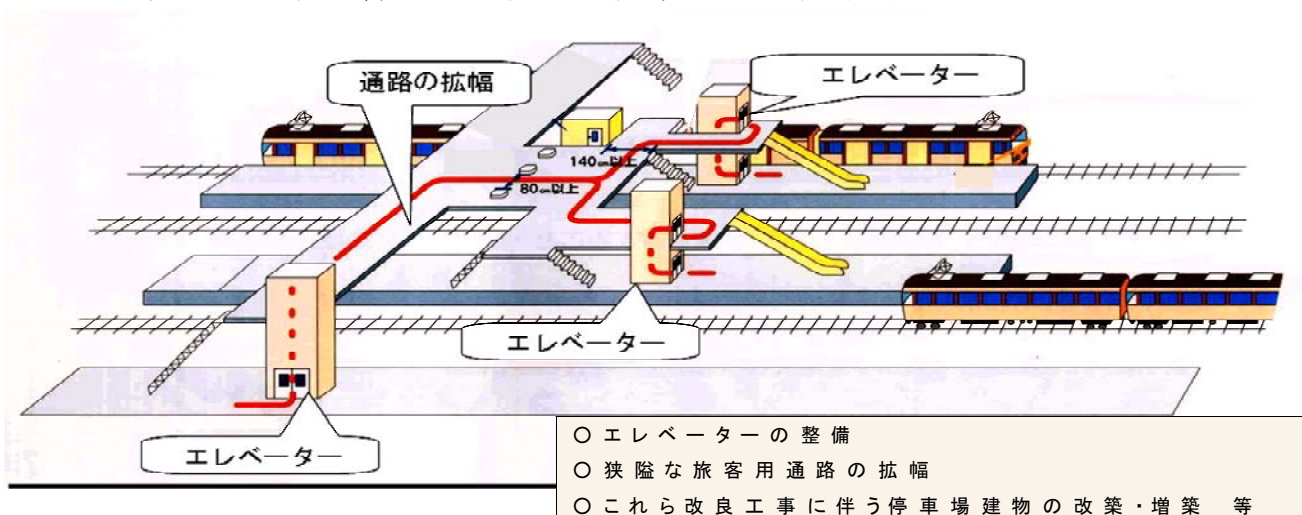 通路の拡幅
エレベーター
140cm以上
80cm以上
エレベーター
エレベーター
○ エレベーターの整備
○ 狭隘な旅客用通路の拡幅
○ これら改良工事に伴う停車場建物の改築・増築　等